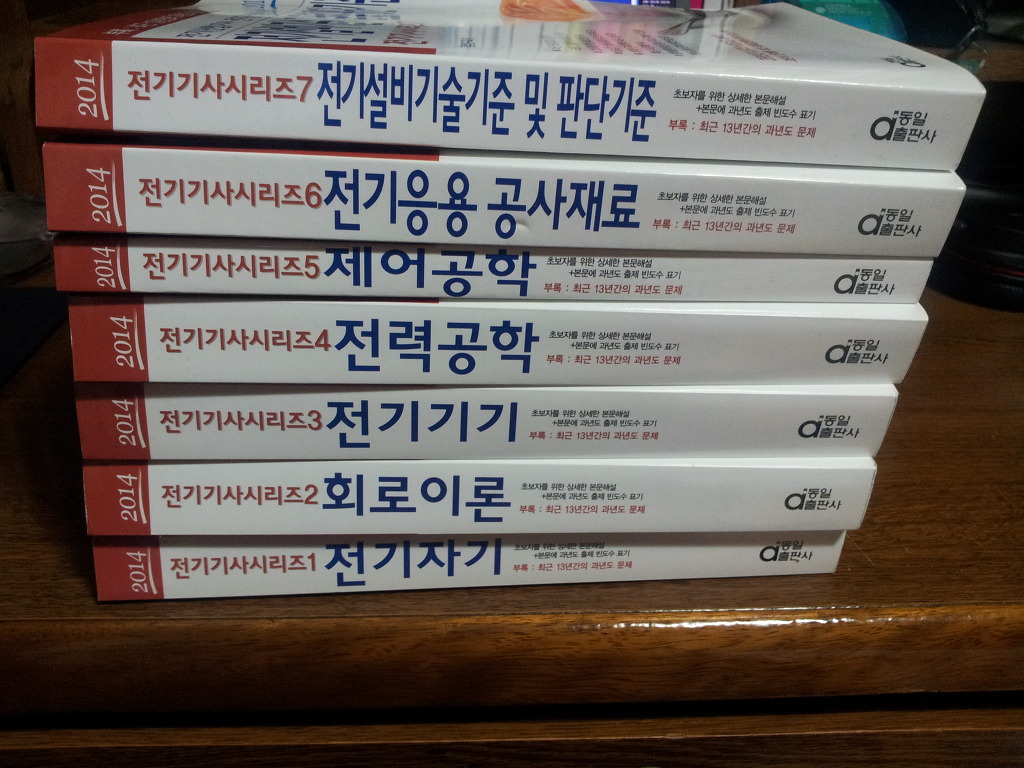 2014
전기기사시리즈7 전기설비기술기준 및 판단기준
초보자를 위한 상세한 본문해설
+본문에 과년도 출제 빈도수 표기
부록 : 최근 13년간의 과년도 문제
동일
출판사
2014
전기기사시리즈6 전기응용 공사재료
초보자를 위한 상세한 본문해설
+본문에 과년도 출제 빈도수 표기
부록 : 최근 13년간의 과년도 문제
동일
출판사
2014
전기기사시리즈5 제어공학
초보자를 위한 상세한 본문해설
+본문에 과년도 출제 빈도수 표기
부록 : 최근 13년간의 과년도 문제
동일
출판사
2014
전기기사시리즈4 전력공학
초보자를 위한 상세한 본문해설
+본문에 과년도 출제 빈도수 표기
부록 : 최근 13년간의 과년도 문제
동일
출판사
2014
전기기사시리즈3 전기기기
초보자를 위한 상세한 본문해설
+본문에 과년도 출제 빈도수 표기
부록 : 최근 13년간의 과년도 문제
동일
출판사
2014
전기기사시리즈2 회로이론
초보자를 위한 상세한 본문해설
+본문에 과년도 출제 빈도수 표기
부록 : 최근 13년간의 과년도 문제
동일
출판사
2014
전기기사시리즈1 전기자기
초보자를 위한 상세한 본문해설
+본문에 과년도 출제 빈도수 표기
부록 : 최근 13년간의 과년도 문제
동일
출판사